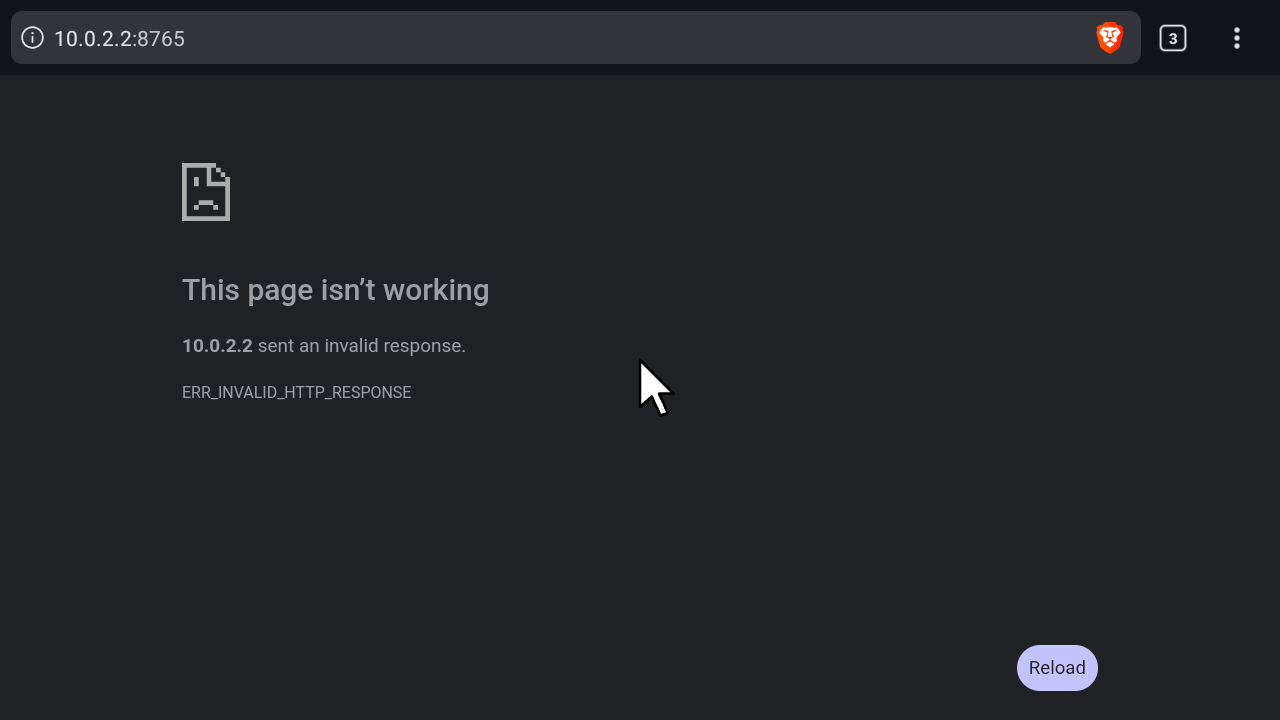 10.0.2.2:8765
3
This page isn’t working
10.0.2.2 sent an invalid response.
ERR_INVALID_HTTP_RESPONSE
Reload